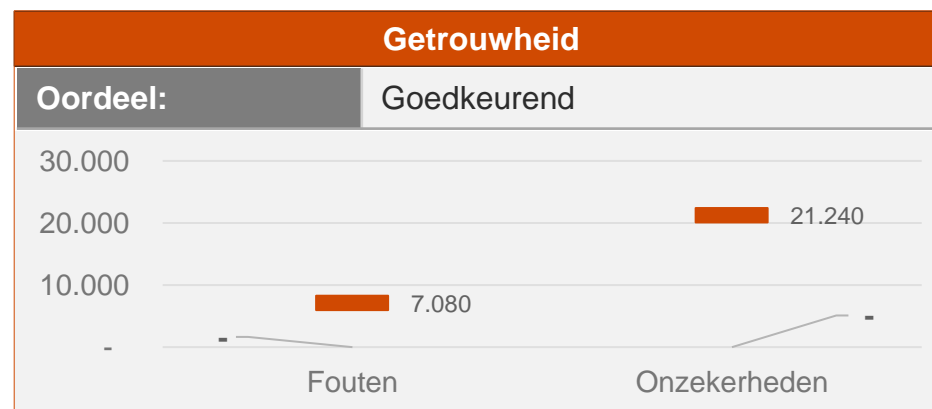 Getrouwheid
Oordeel: Goedkeurend
30.000
20.000
21.240
10.000
7.080
-
-
-
Fouten Onzekerheden